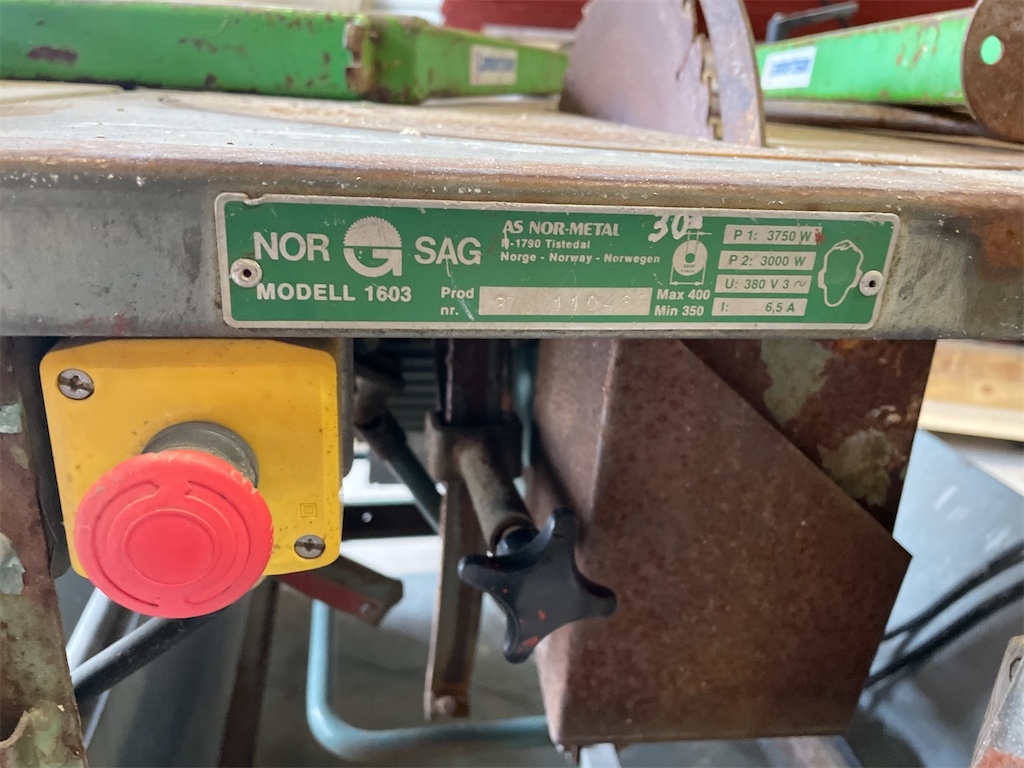 NOR G SAG
MODELL 1603
AS NOR-METAL
N-1790 Tistedal
Norge - Norway - Norwegen
Prod
nr.
30
Max 400
Min 350
P 1: 3750 W
P 2: 3000 W
U: 380 V 3 ~
I: 6,5 A